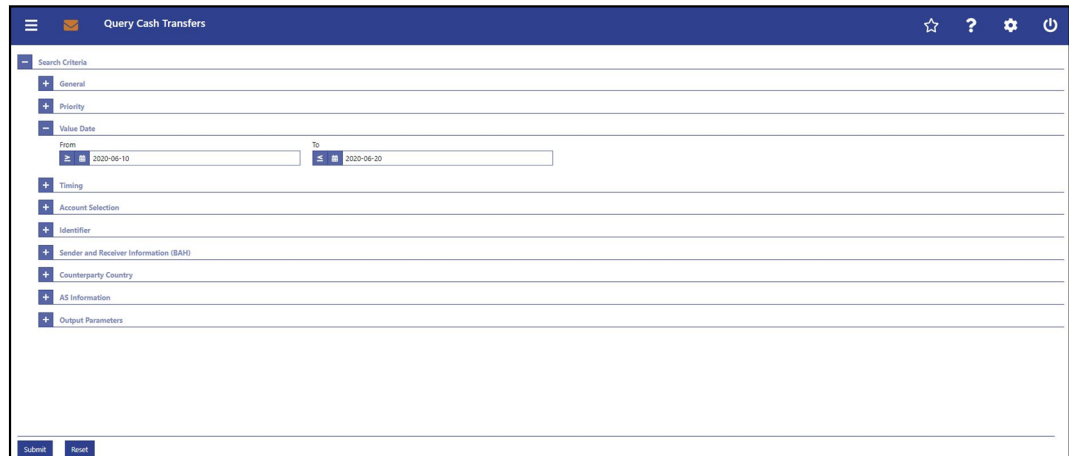 Query Cash Transfers
Search Criteria
General
Priority
Value Date
From To
≥ 2020-06-10 ≤ 2020-06-20
Timing
Account Selection
Identifier
Sender and Receiver Information (BAH)
Counterparty Country
AS Information
Output Parameters
Submit Reset